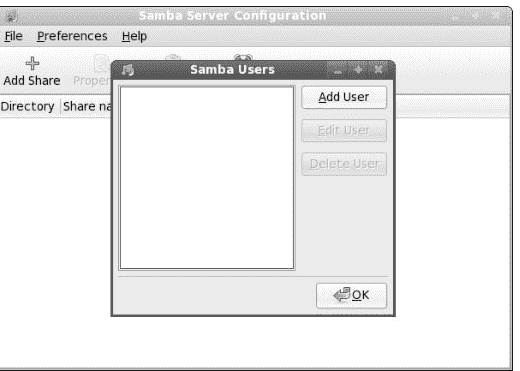 Samba Server Configuration
File Preferences Help
Add Share
Directory Share na
Samba Users
Add User
Edit User
Delete User
OK